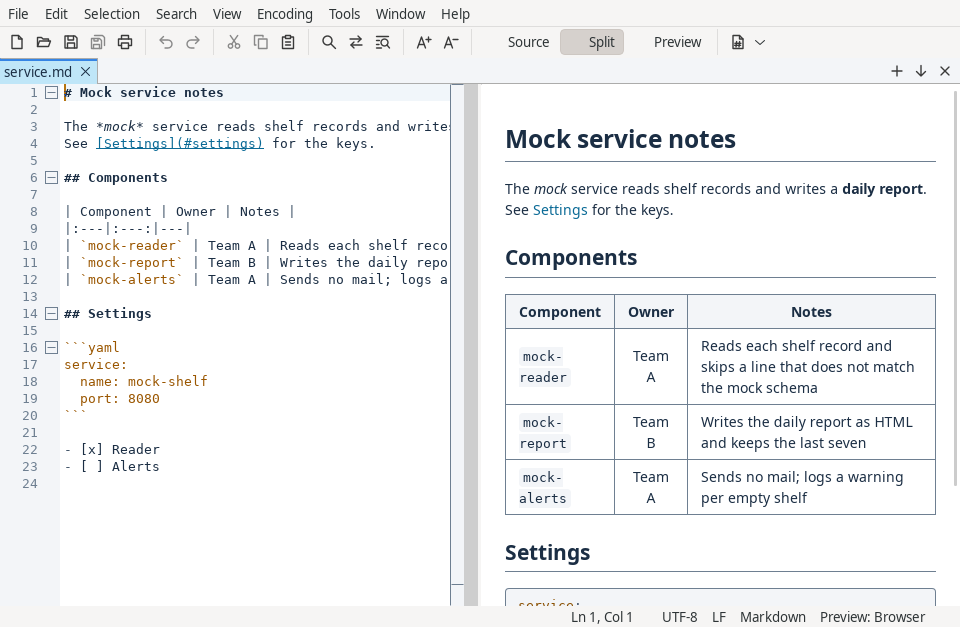 File Edit Selection Search View Encoding Tools Window Help
Source Split Preview
service.md
1 # Mock service notes
2
3 The *mock* service reads shelf records and writes
4 See [Settings](#settings) for the keys.
5
6 ## Components
7
8 | Component | Owner | Notes |
9 |:---|:---:|---|
10 | `mock-reader` | Team A | Reads each shelf reco
11 | `mock-report` | Team B | Writes the daily repo
12 | `mock-alerts` | Team A | Sends no mail; logs a
13
14 ## Settings
15
16 ```yaml
17 service:
18   name: mock-shelf
19   port: 8080
20 ```
21
22 - [x] Reader
23 - [ ] Alerts
24
Mock service notes
The mock service reads shelf records and writes a daily report.
See Settings for the keys.
Components
Component Owner Notes
mock-
reader
Team
A
Reads each shelf record and
skips a line that does not match
the mock schema
mock-
report
Team
B
Writes the daily report as HTML
and keeps the last seven
mock-
alerts
Team
A
Sends no mail; logs a warning
per empty shelf
Settings
service:
Ln 1, Col 1 UTF-8 LF Markdown Preview: Browser